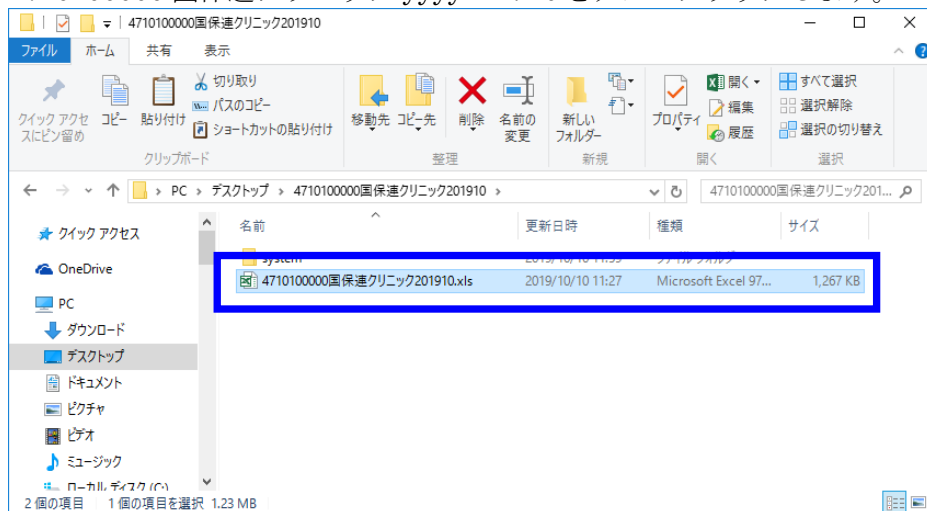 4710100000国保連クリニック201910
ファイル ホーム 共有 表示
クイック アクセスにピン留め コピー 貼り付け 切り取り パスのコピー ショートカットの貼り付け 移動先 コピー先 削除 名前の変更 新しいフォルダー プロパティ 開く 編集 履歴 すべて選択 選択解除 選択の切り替え
クリップボード 整理 新規 開く 選択
PC デスクトップ 4710100000国保連クリニック201910 4710100000国保連クリニック201...
名前 更新日時 種類 サイズ
system
4710100000国保連クリニック201910.xls 2019/10/10 11:27 Microsoft Excel 97... 1,267 KB
クイック アクセス
OneDrive
PC
ダウンロード
デスクトップ
ドキュメント
ピクチャ
ビデオ
ミュージック
ローカル ディスク (C:)
2 個の項目 1 個の項目を選択 1.23 MB